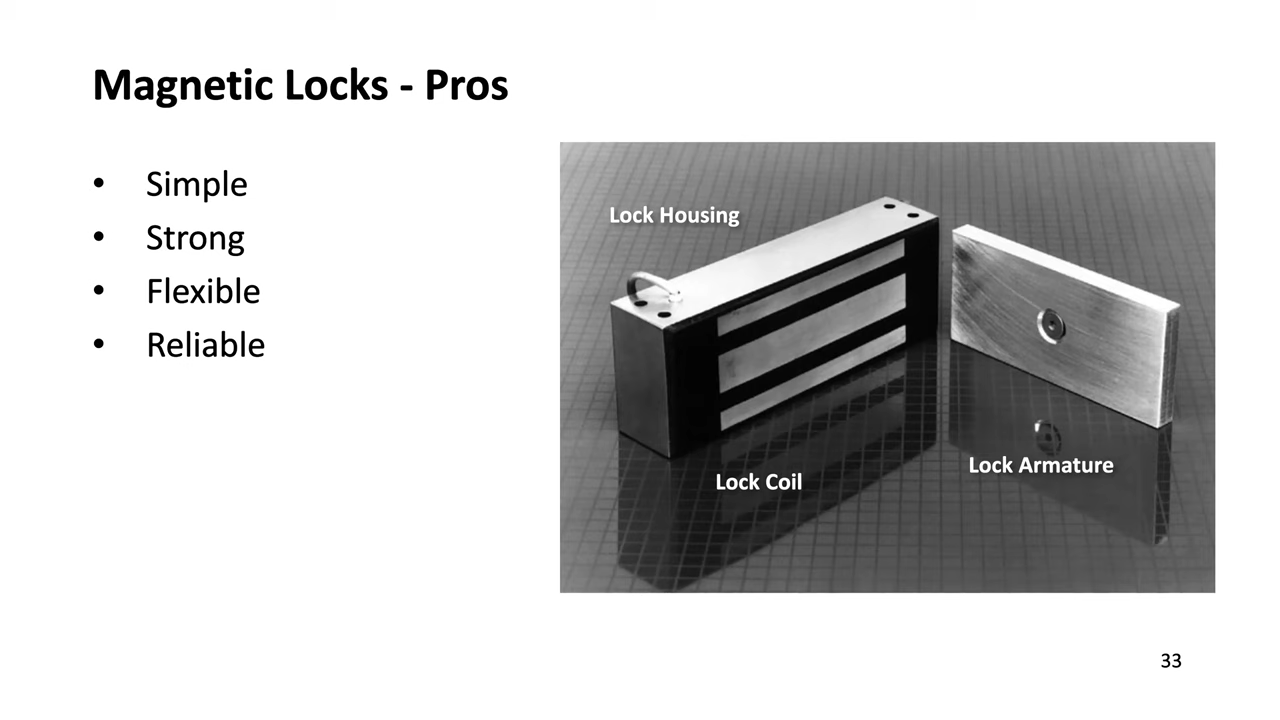 Magnetic Locks - Pros
• Simple
• Strong
• Flexible
• Reliable
Lock Housing
Lock Coil
Lock Armature
33